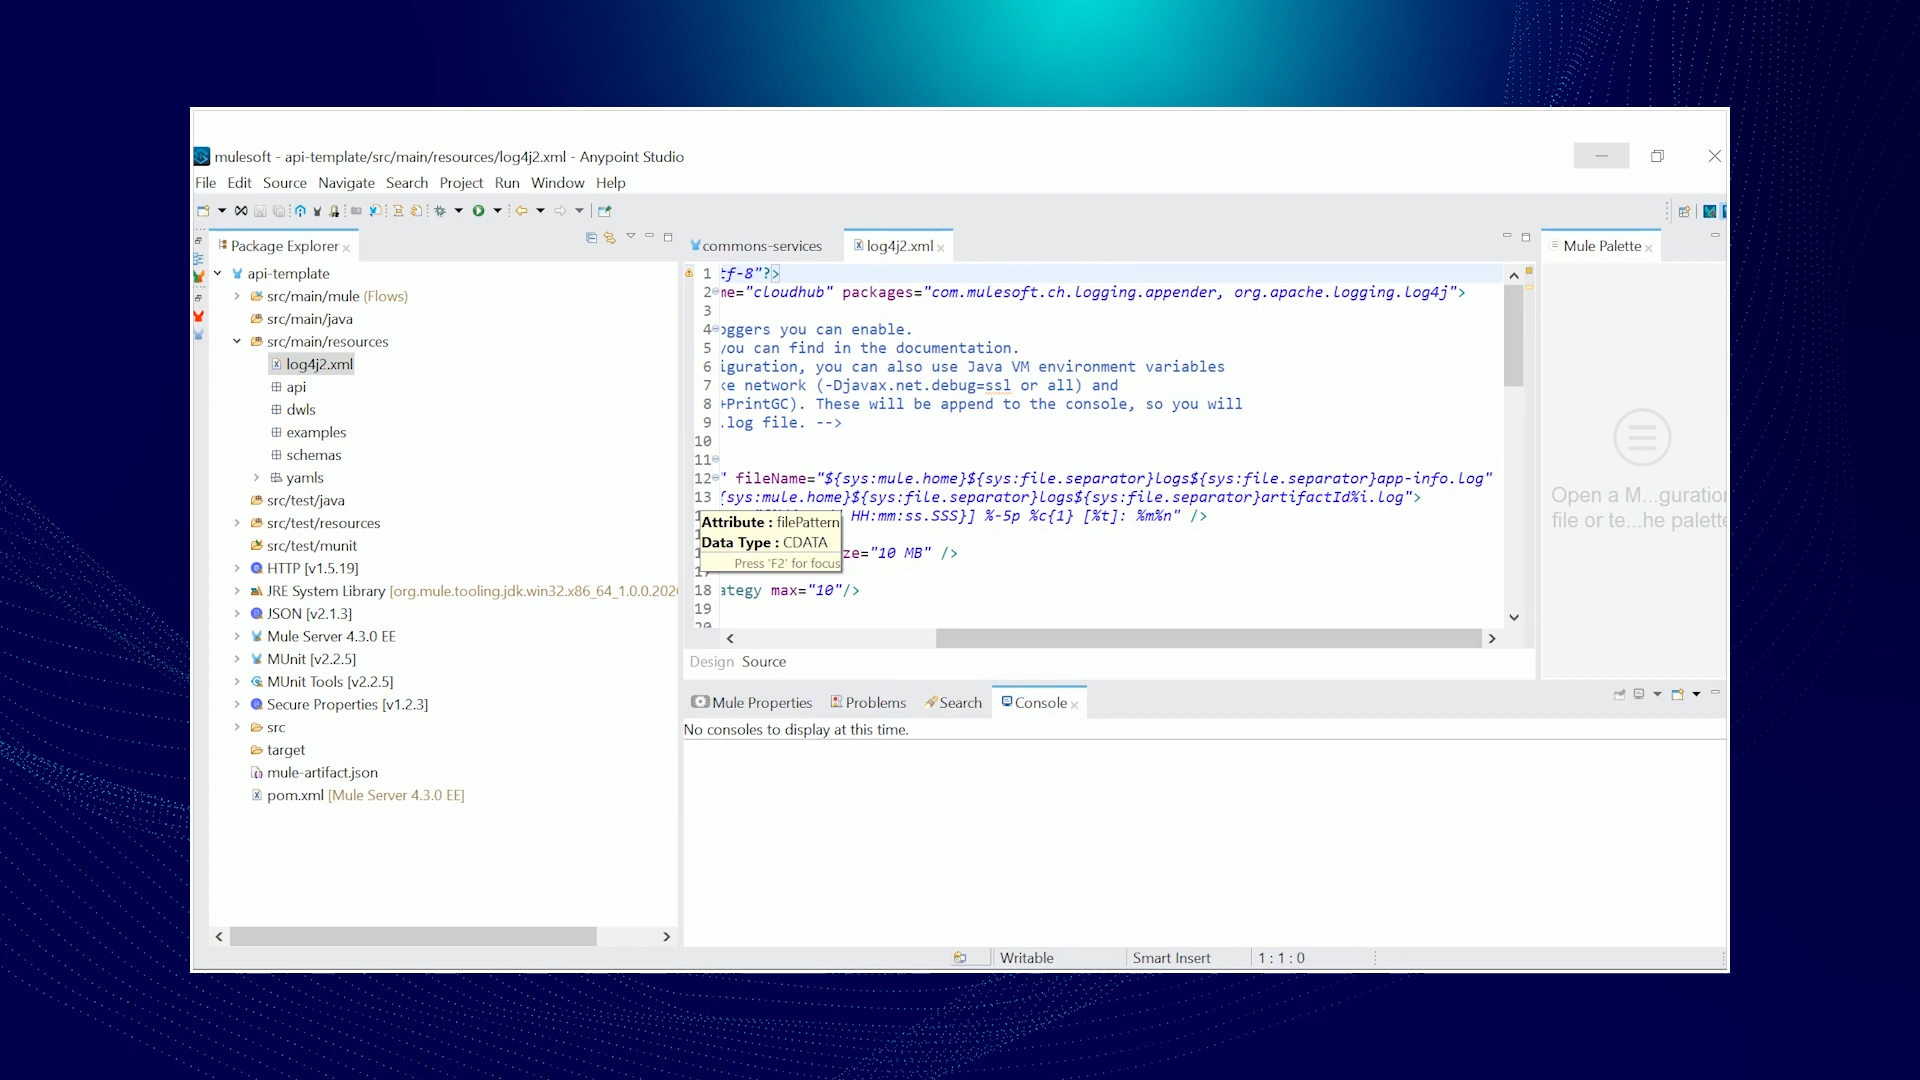 mulesoft - api-template/src/main/resources/log4j2.xml - Anypoint Studio
File Edit Source Navigate Search Project Run Window Help
Package Explorer
api-template
src/main/mule (Flows)
src/main/java
src/main/resources
log4j2.xml
api
dwls
examples
schemas
yamls
src/test/java
src/test/resources
src/test/munit
HTTP [v1.5.19]
JRE System Library [org.mule.tooling.jdk.win32.x86_64_1.0.0.202
JSON [v2.1.3]
Mule Server 4.3.0 EE
MUnit [v2.2.5]
MUnit Tools [v2.2.5]
Secure Properties [v1.2.3]
src
target
mule-artifact.json
pom.xml [Mule Server 4.3.0 EE]
commons-services log4j2.xml
1 tf-8"?>
2 me="cloudhub" packages="com.mulesoft.ch.logging.appender, org.apache.logging.log4j">
3
4 oggers you can enable.
5 you can find in the documentation.
6 iguration, you can also use Java VM environment variables
7 ke network (-Djavax.net.debug=ssl or all) and
8 +PrintGC). These will be append to the console, so you will
9 .log file. -->
10
11
12 " fileName="${sys:mule.home}${sys:file.separator}logs${sys:file.separator}app-info.log"
13 {sys:mule.home}${sys:file.separator}logs${sys:file.separator}artifactId%i.log">
HH:mm:ss.SSS}] %-5p %c{1} [%t]: %m%n" />
ze="10 MB" />
17
18 ategy max="10"/>
19
20
Attribute : filePattern
Data Type : CDATA
Press 'F2' for focus
Design Source
Mule Palette
Open a M...guration
file or te...he palette
Mule Properties Problems Search Console
No consoles to display at this time.
Writable Smart Insert 1 : 1 : 0